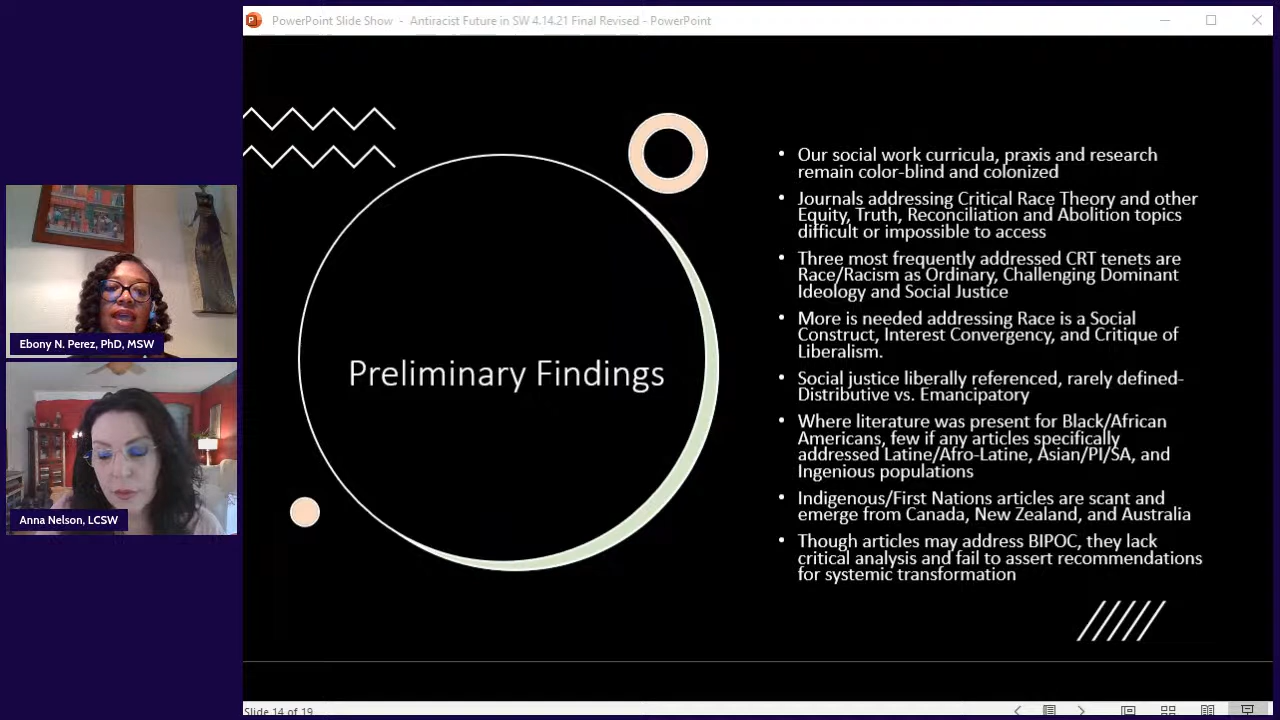 PowerPoint Slide Show - Antiracist Future in SW 4.14.21 Final Revised - PowerPoint
Ebony N. Perez, PhD, MSW
Anna Nelson, LCSW
Preliminary Findings
• Our social work curricula, praxis and research
remain color-blind and colonized
• Journals addressing Critical Race Theory and other
Equity, Truth, Reconciliation and Abolition topics
difficult or impossible to access
• Three most frequently addressed CRT tenets are
Race/Racism as Ordinary, Challenging Dominant
Ideology and Social Justice
• More is needed addressing Race is a Social
Construct, Interest Convergency, and Critique of
Liberalism.
• Social justice liberally referenced, rarely defined-
Distributive vs. Emancipatory
• Where literature was present for Black/African
Americans, few if any articles specifically
addressed Latine/Afro-Latine, Asian/PI/SA, and
Ingenious populations
• Indigenous/First Nations articles are scant and
emerge from Canada, New Zealand, and Australia
• Though articles may address BIPOC, they lack
critical analysis and fail to assert recommendations
for systemic transformation
Slide 14 of 19